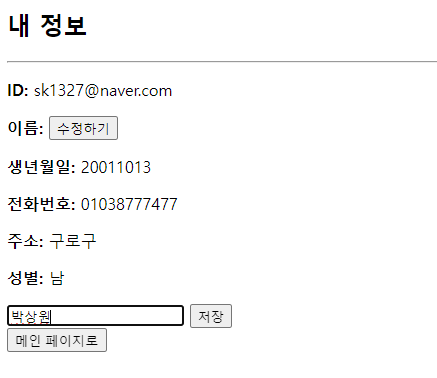 내 정보
ID: sk1327@naver.com
이름: 수정하기
생년월일: 20011013
전화번호: 01038777477
주소: 구로구
성별: 남
박상원 저장
메인 페이지로